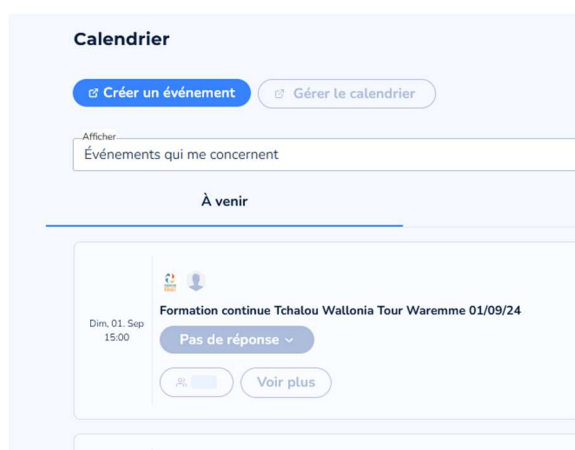 Calendrier
Créer un événement
Gérer le calendrier
Afficher
Événements qui me concernent
À venir
Formation continue Tchalou Wallonia Tour Waremme 01/09/24
Dim, 01. Sep
15:00
Pas de réponse
Voir plus